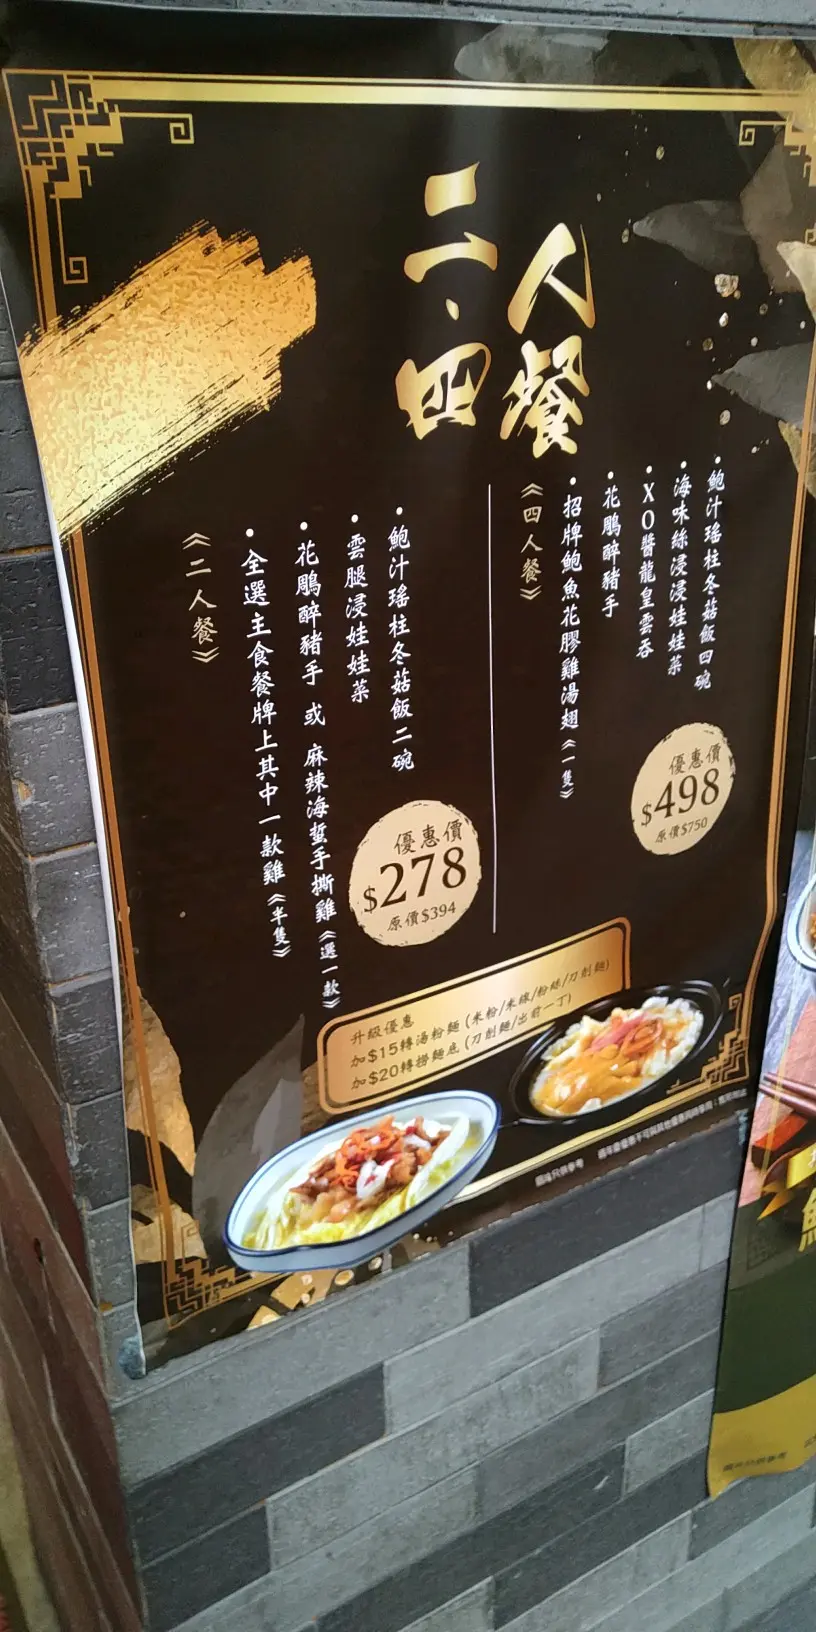 二·四
人餐
《二人餐》
• 全選主食餐牌上其中一款雞《半隻》
• 花鵰醉豬手 或 麻辣海蜇手撕雞《選一款》
• 雲腿浸娃娃菜
• 鮑汁瑤柱冬菇飯二碗
優惠價
$278
原價$394
《四人餐》
• 招牌鮑魚花膠雞湯翅《一隻》
• 花鵰醉豬手
• XO醬龍皇雲吞
• 海味絲浸浸娃娃菜
• 鮑汁瑤柱冬菇飯四碗
優惠價
$498
原價$750
升級優惠
加$15轉湯粉麵 (米粉/米線/粉絲/刀削麵)
加$20轉撈麵底 (刀削麵/出前一丁)
圖片只供參考